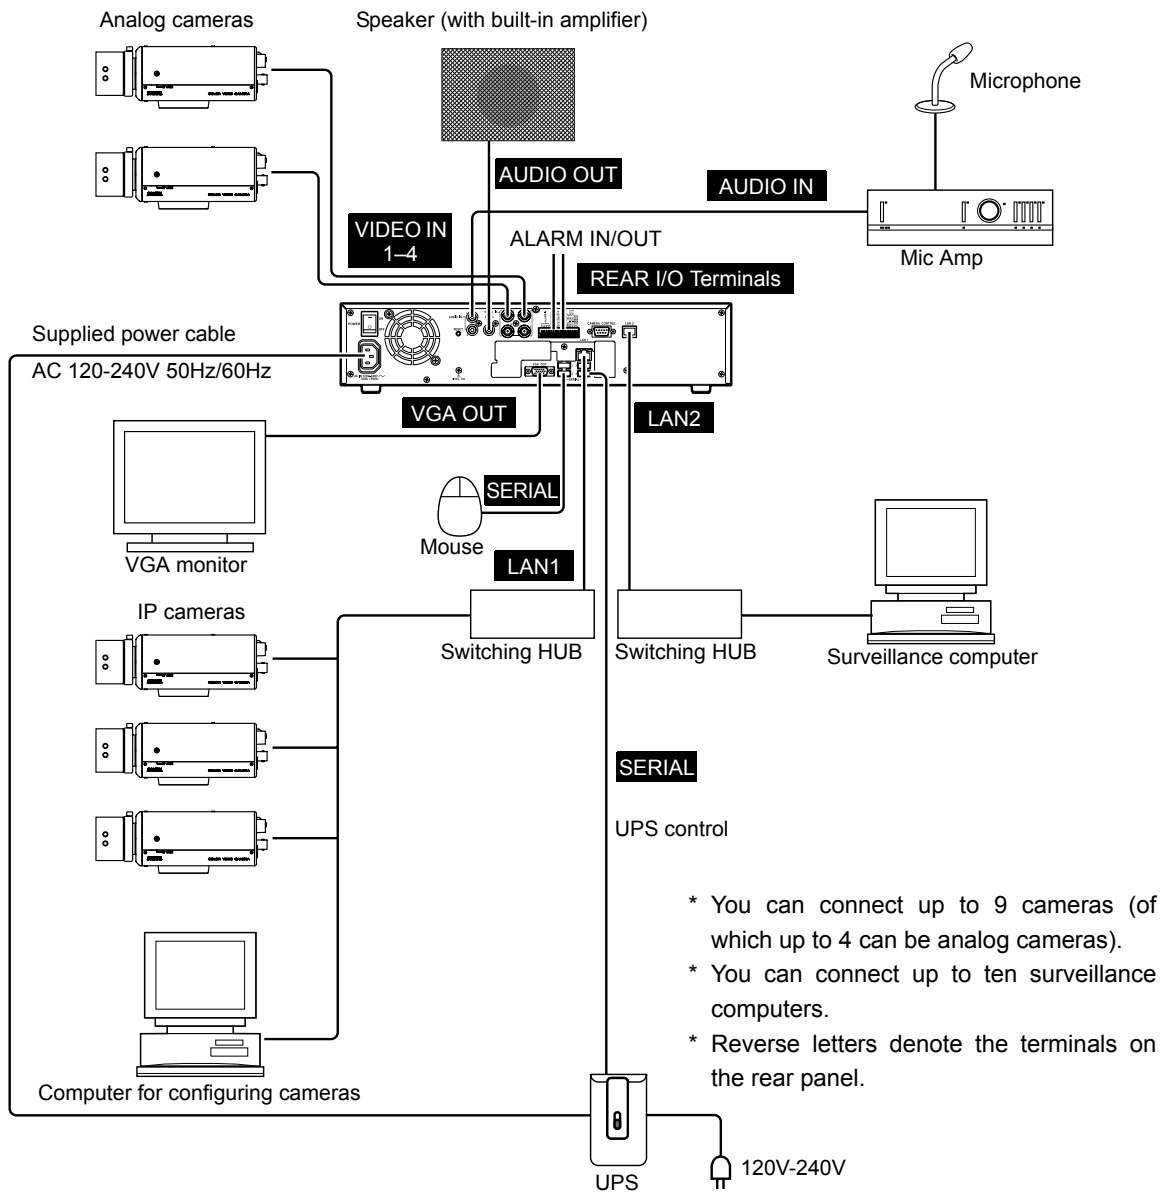 Analog cameras
Speaker (with built-in amplifier)
Microphone
AUDIO OUT
AUDIO IN
VIDEO IN
1–4
ALARM IN/OUT
Mic Amp
REAR I/O Terminals
Supplied power cable
AC 120-240V 50Hz/60Hz
POWER
CAMERA CONTROL
VGA OUT
LAN2
SERIAL
Mouse
VGA monitor
LAN1
IP cameras
Switching HUB
Switching HUB
Surveillance computer
SERIAL
UPS control
* You can connect up to 9 cameras (of
which up to 4 can be analog cameras).
* You can connect up to ten surveillance
computers.
* Reverse letters denote the terminals on
the rear panel.
Computer for configuring cameras
UPS
120V-240V